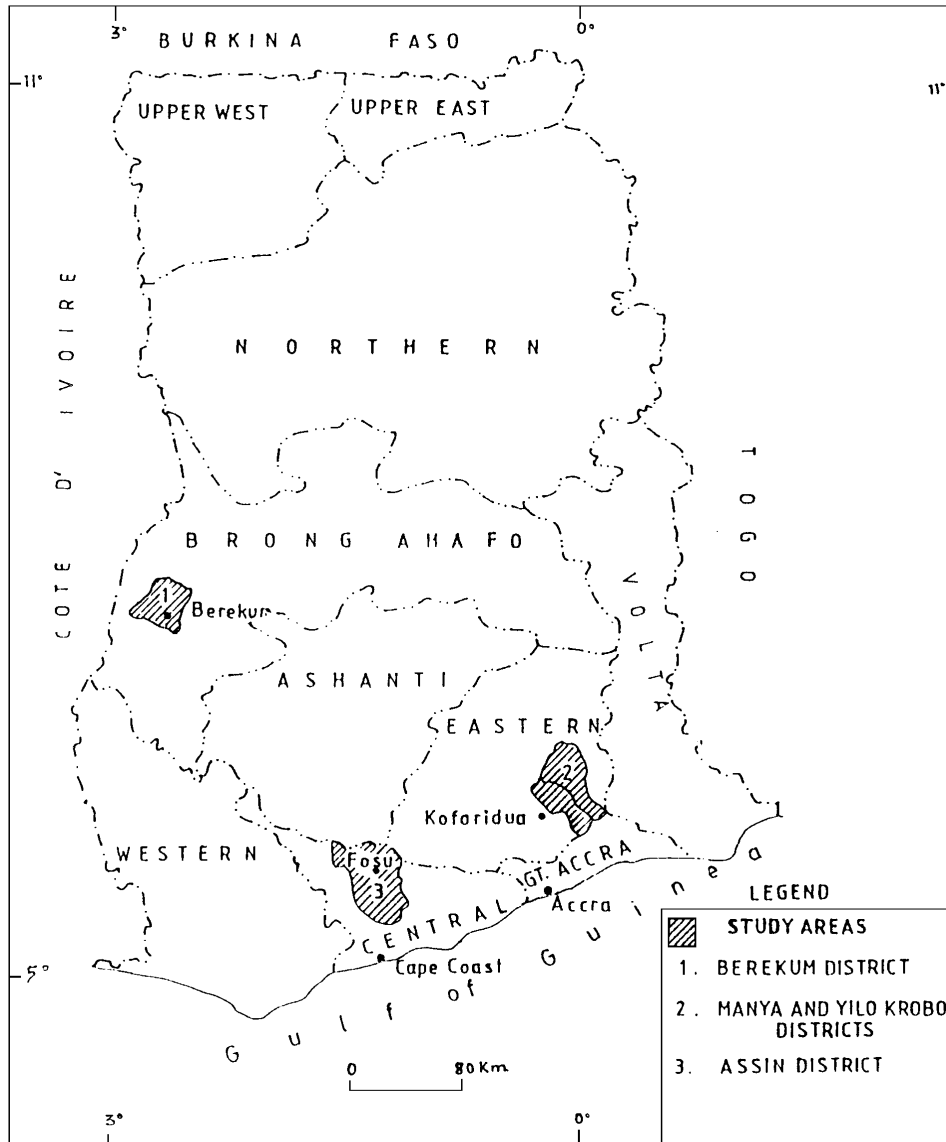 3° 0°
BURKINA FASO
11° 11°
UPPER WEST UPPER EAST
COTE D' IVOIRE
NORTHERN
TOGO
BRONG AHAFO
VOLTA
1
Berekum
ASHANTI
EASTERN
2
Kofaridua
WESTERN
Fosu
3
GT. ACCRA
CENTRAL
Accra
Cape Coast
5°
Gulf of Guinea
0 80Km
LEGEND
STUDY AREAS
1. BEREKUM DISTRICT
2. MANYA AND YILO KROBO
DISTRICTS
3. ASSIN DISTRICT
3° 0°